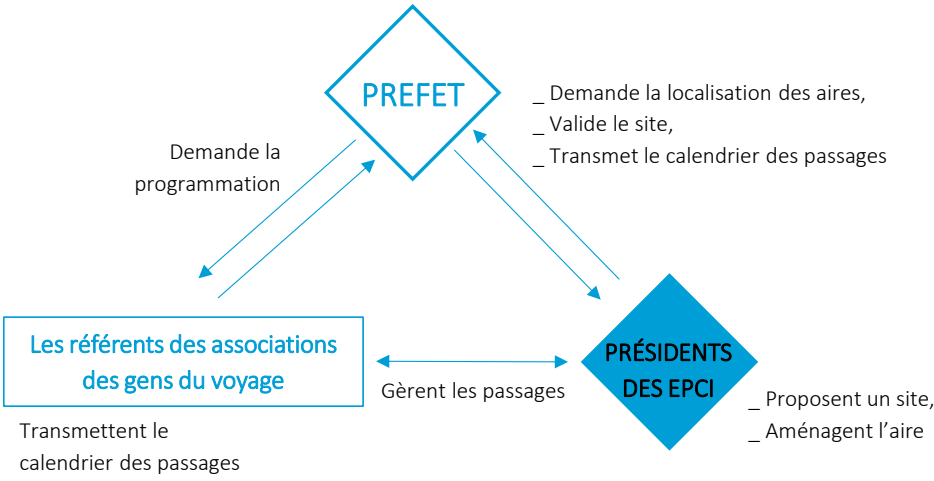 PREFET
_ Demande la localisation des aires,
_ Valide le site,
_ Transmet le calendrier des passages
Demande la
programmation
Les référents des associations
des gens du voyage
Gèrent les passages
PRÉSIDENTS
DES EPCI
_ Proposent un site,
_ Aménagent l’aire
Transmettent le
calendrier des passages